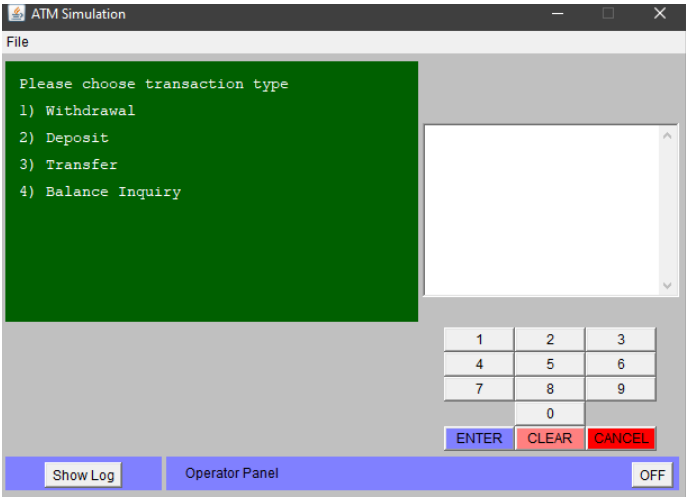 ATM Simulation
File
Please choose transaction type
1) Withdrawal
2) Deposit
3) Transfer
4) Balance Inquiry
1 2 3
4 5 6
7 8 9
0
ENTER CLEAR CANCEL
Show Log Operator Panel OFF